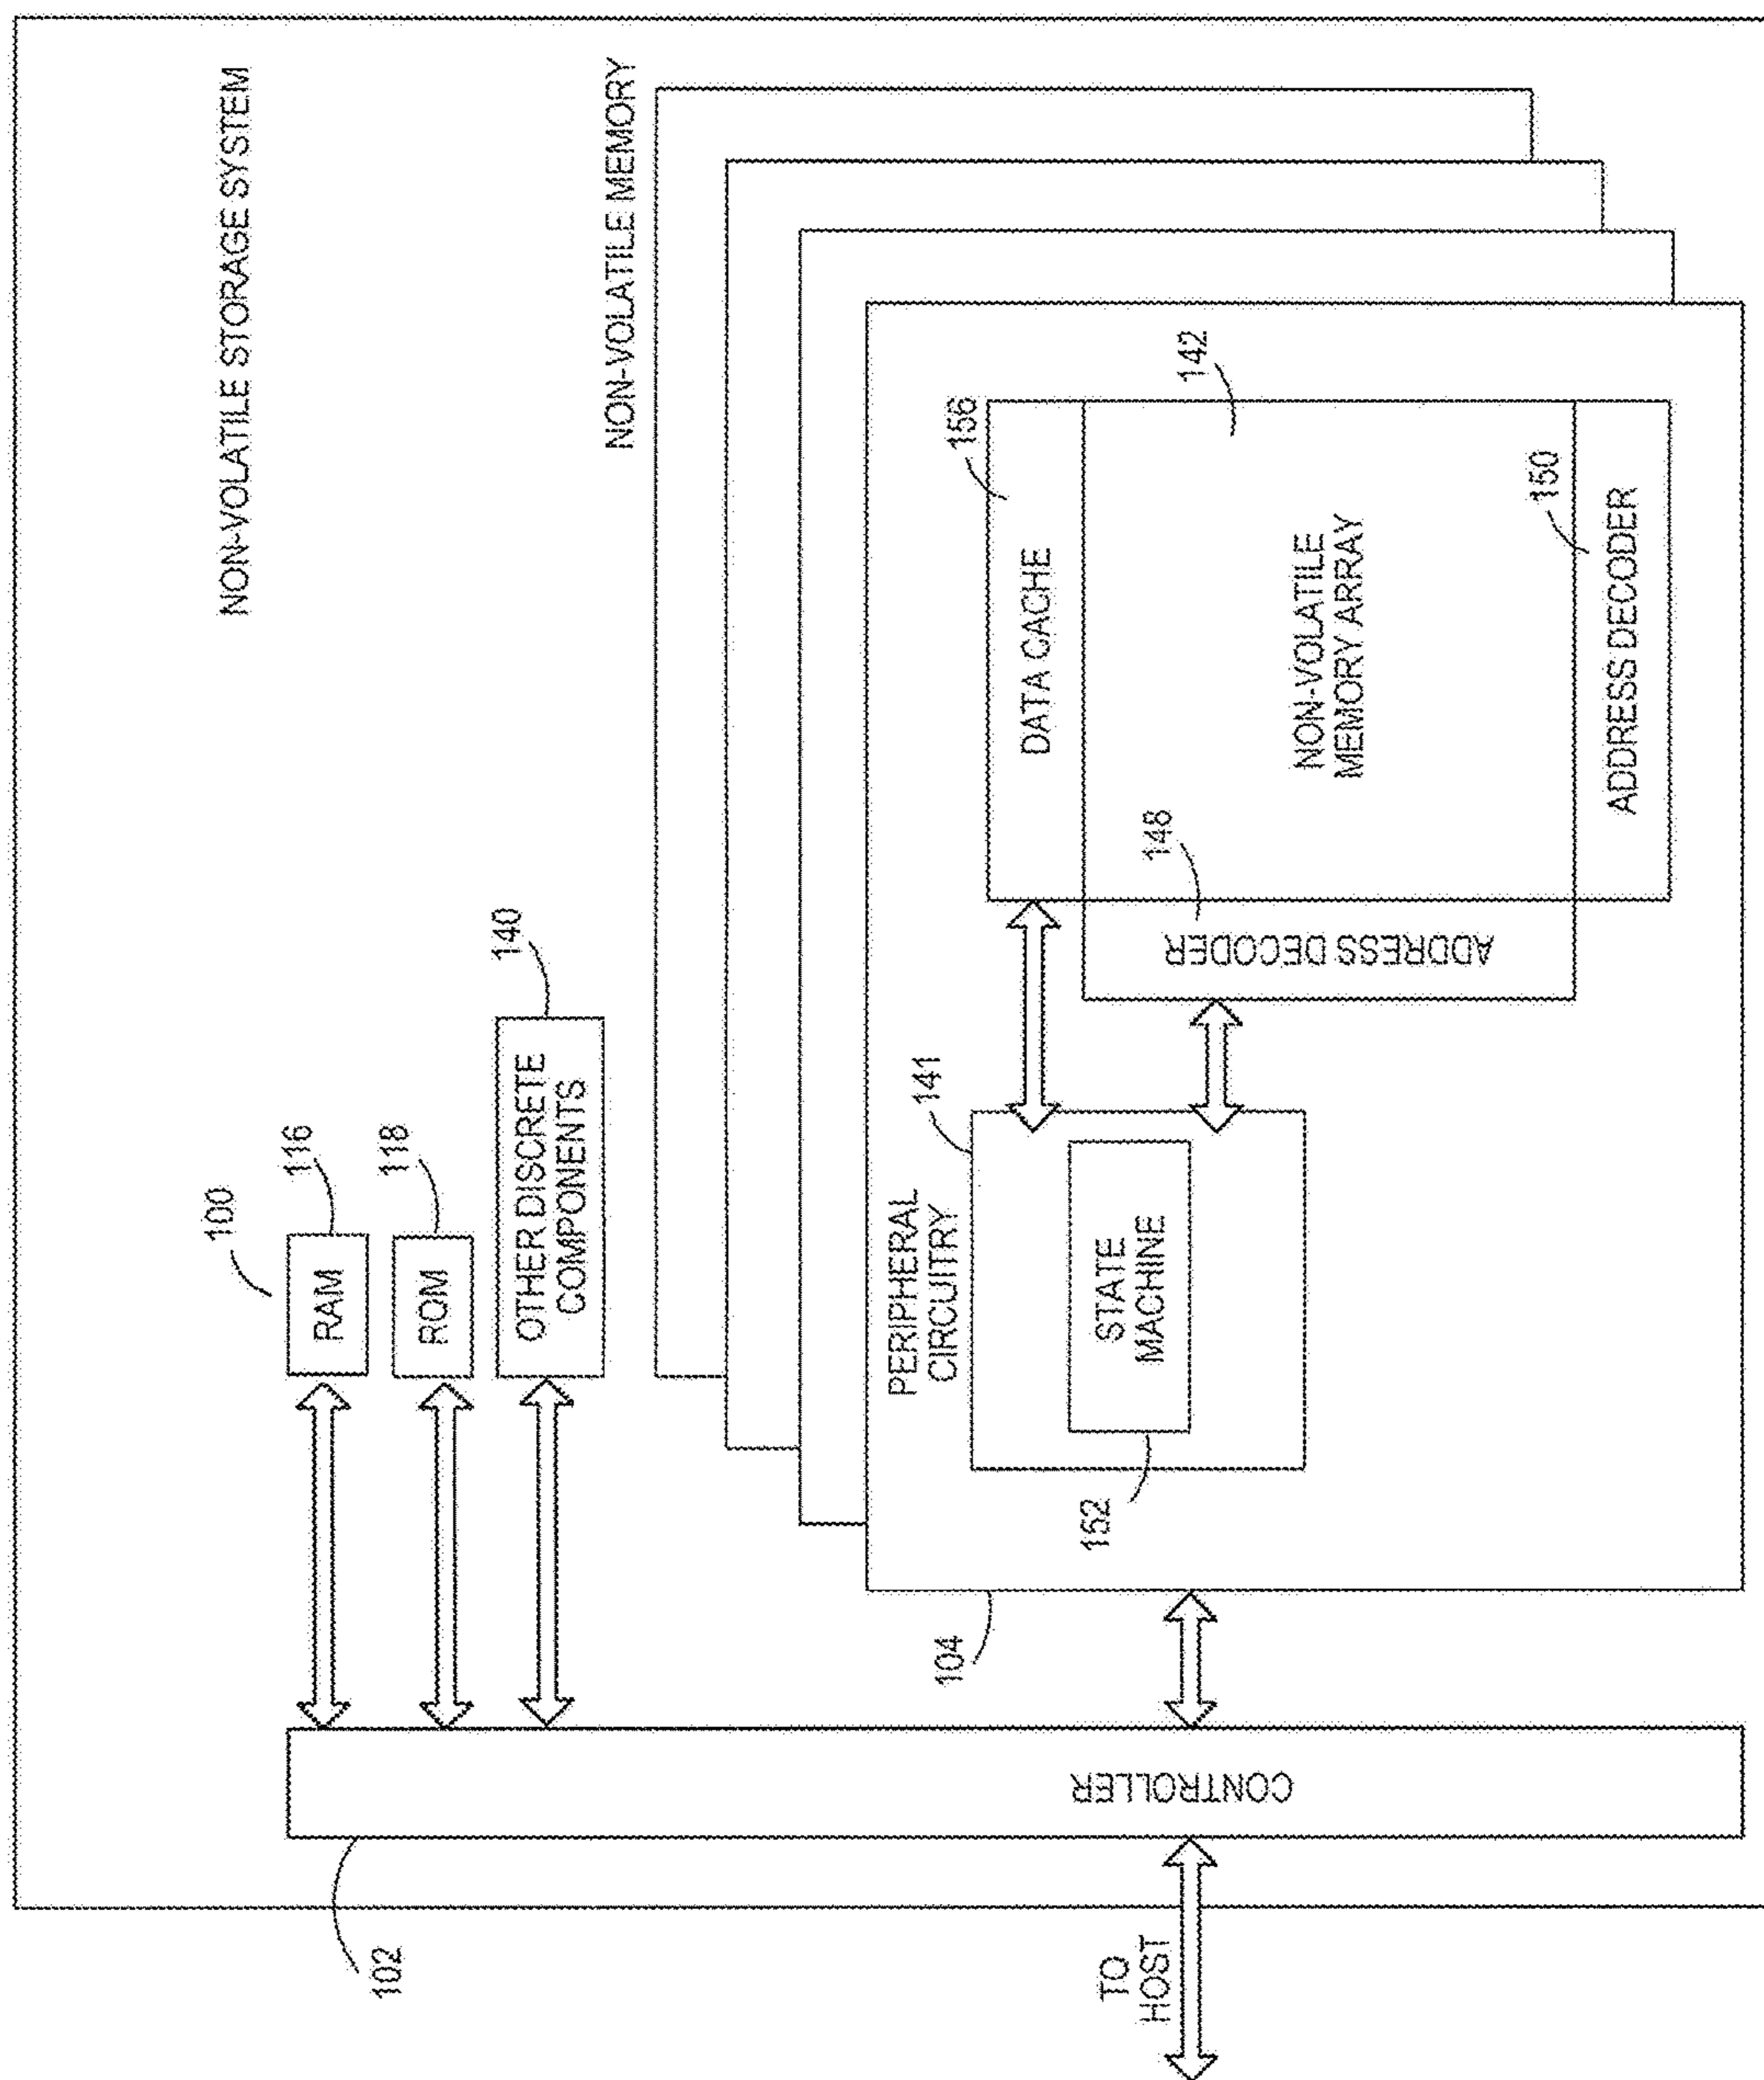 NON-VOLATILE STORAGE SYSTEM
100
116
RAM
118
ROM
140
OTHER DISCRETE
COMPONENTS
NON-VOLATILE MEMORY
102
CONTROLLER
TO
HOST
104
PERIPHERAL
CIRCUITRY
141
STATE
MACHINE
152
156
DATA CACHE
148
ADDRESS DECODER
142
NON-VOLATILE
MEMORY ARRAY
150
ADDRESS DECODER